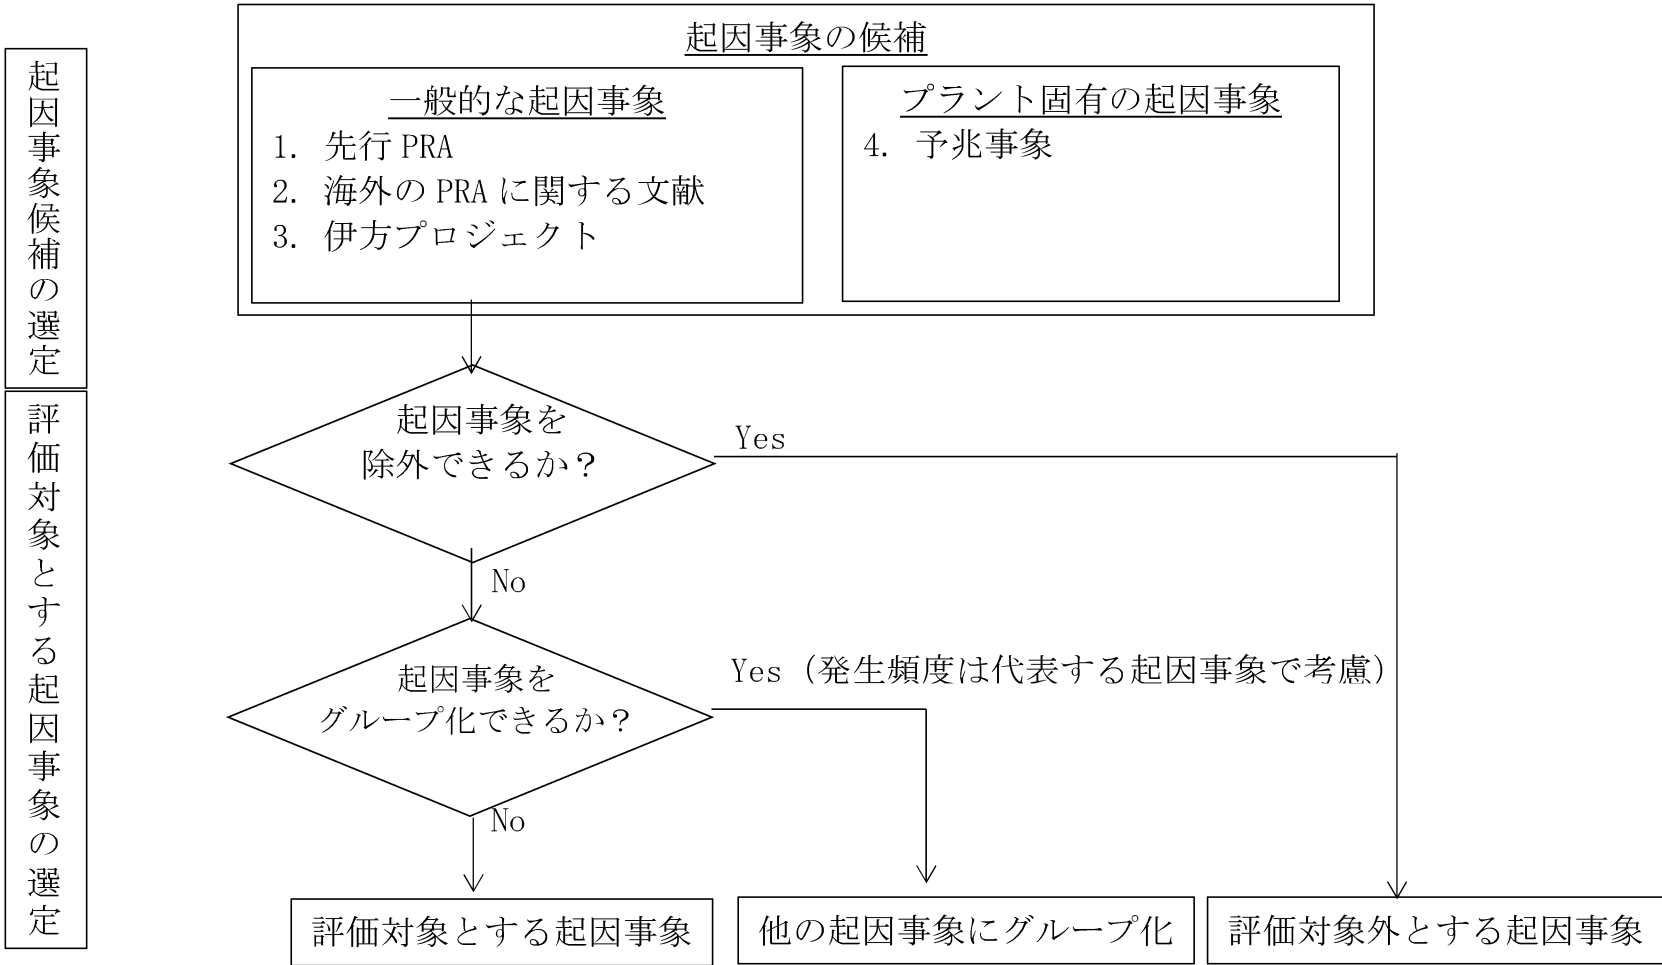 起因事象候補の選定
評価対象とする起因事象の選定
起因事象の候補
一般的な起因事象
1. 先行 PRA
2. 海外の PRA に関する文献
3. 伊方プロジェクト
プラント固有の起因事象
4. 予兆事象
起因事象を
除外できるか？
Yes
No
起因事象を
グループ化できるか？
Yes (発生頻度は代表する起因事象で考慮)
No
評価対象とする起因事象
他の起因事象にグループ化
評価対象外とする起因事象